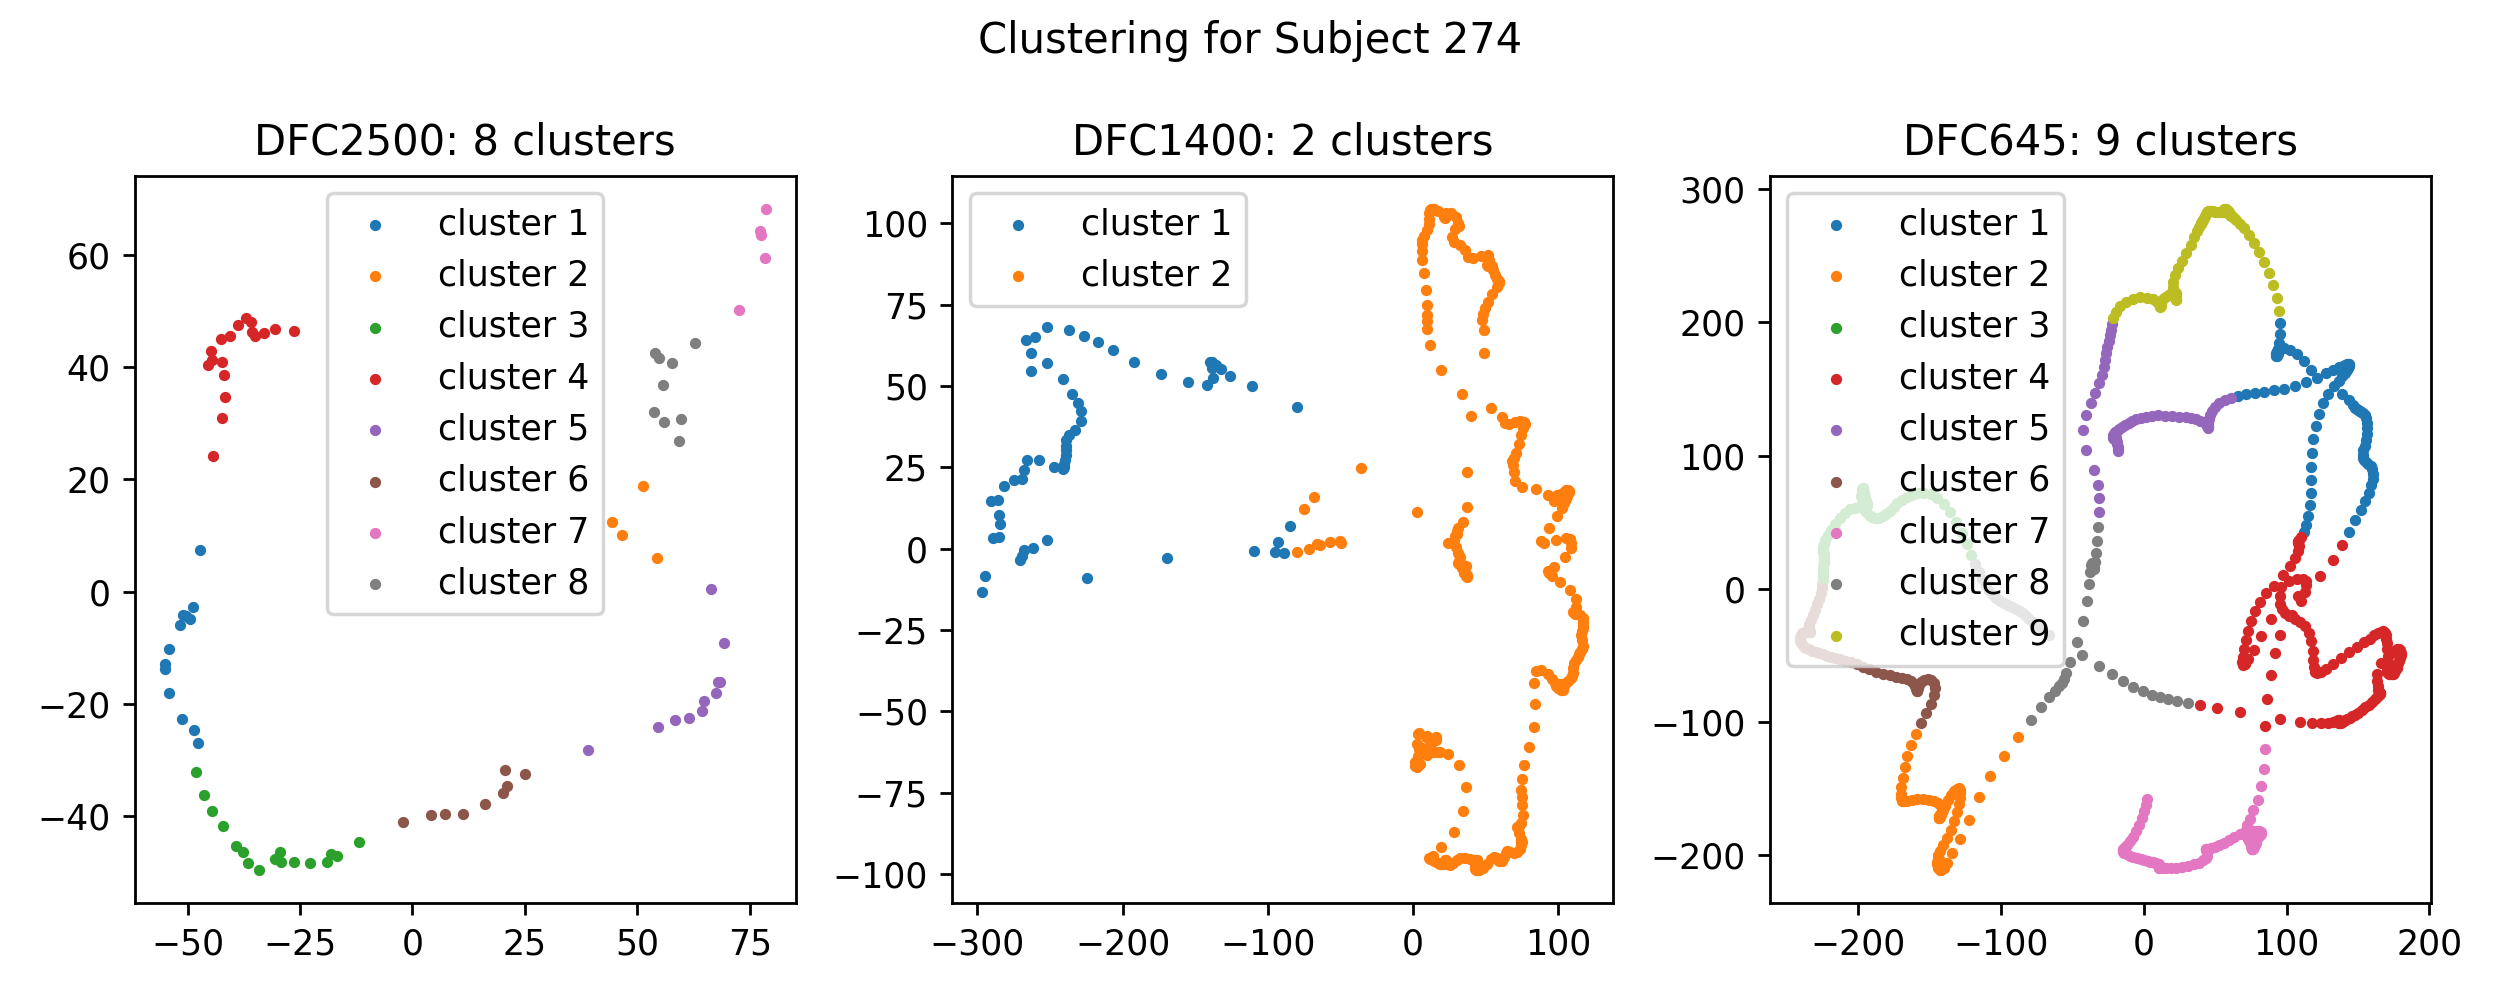 Clustering for Subject 274
DFC2500: 8 clusters
60
40
20
0
−20
−40
−50
−25
0
25
50
75
cluster 1
cluster 2
cluster 3
cluster 4
cluster 5
cluster 6
cluster 7
cluster 8
DFC1400: 2 clusters
100
75
50
25
0
−25
−50
−75
−100
−300
−200
−100
0
100
cluster 1
cluster 2
DFC645: 9 clusters
300
200
100
0
−100
−200
−200
−100
0
100
200
cluster 1
cluster 2
cluster 3
cluster 4
cluster 5
cluster 6
cluster 7
cluster 8
cluster 9